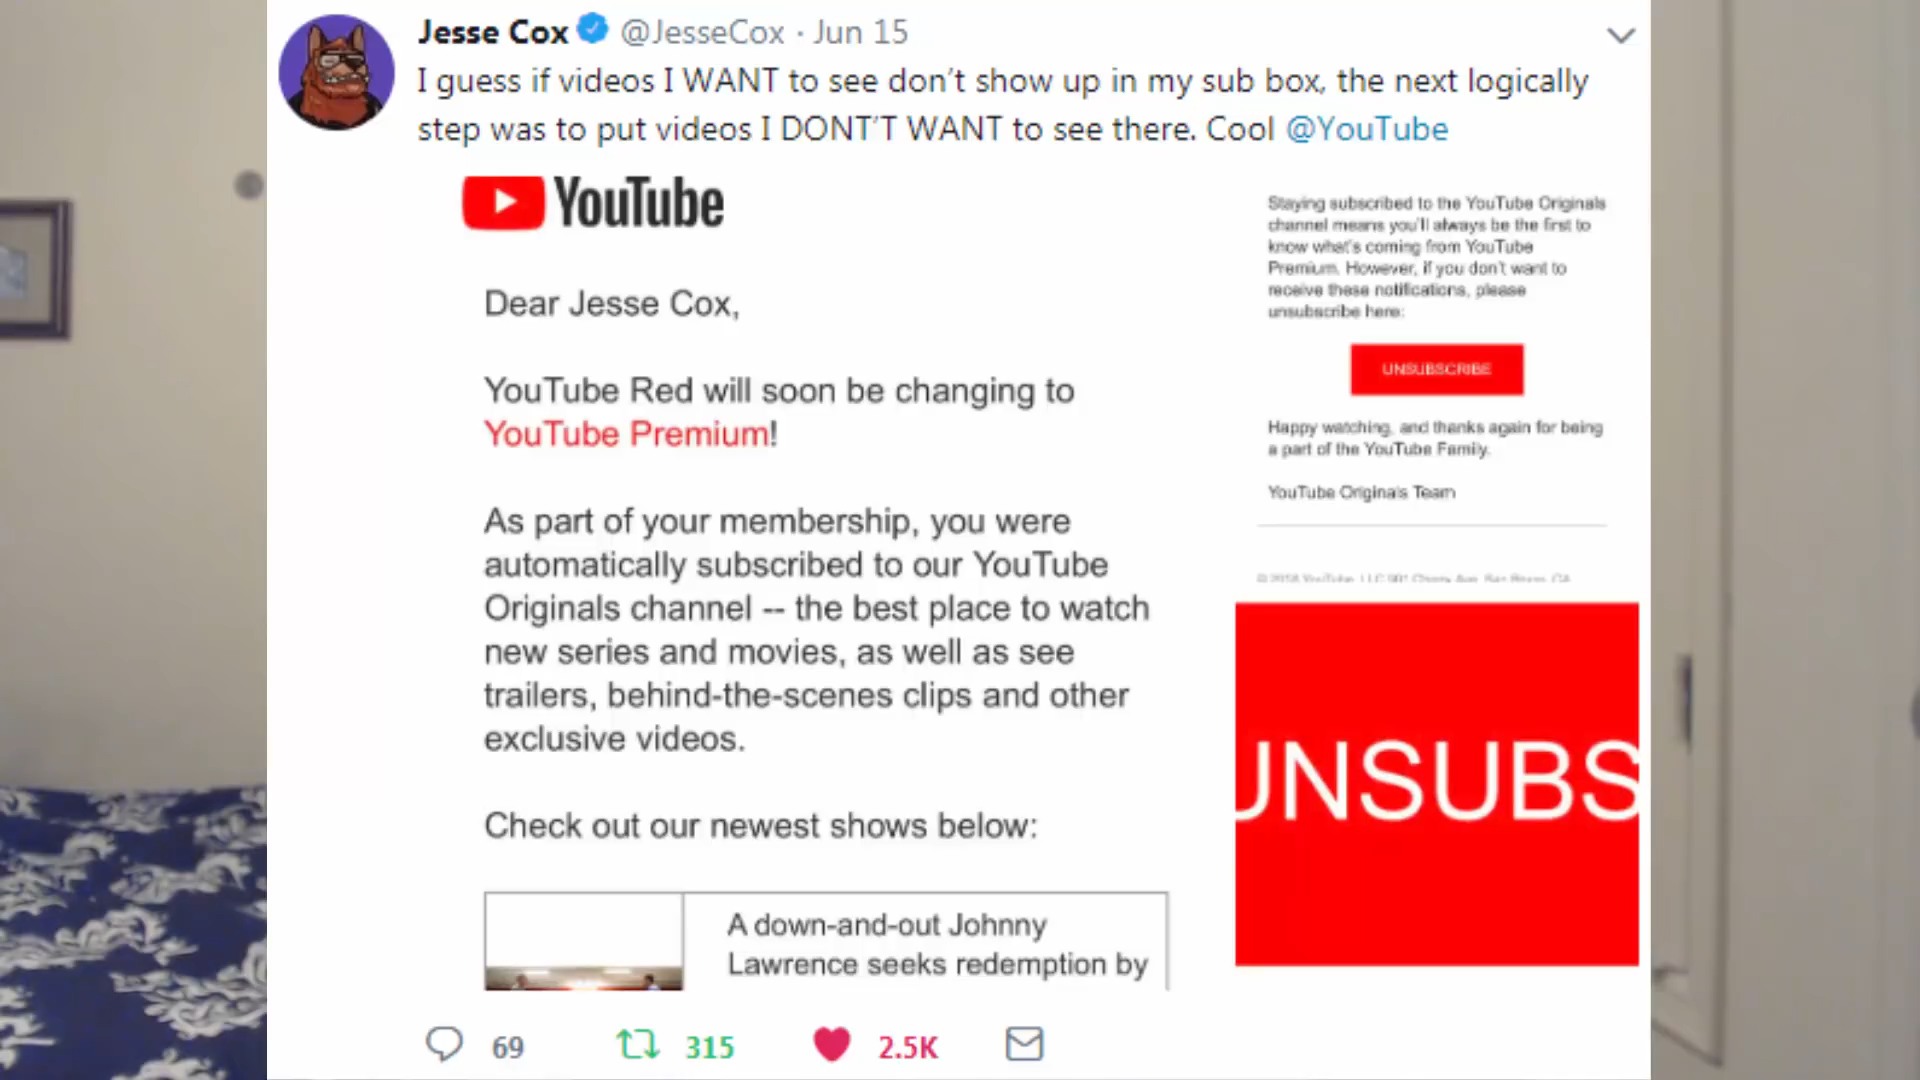 Jesse Cox @JesseCox · Jun 15
I guess if videos I WANT to see don't show up in my sub box, the next logically
step was to put videos I DONT'T WANT to see there. Cool @YouTube
YouTube
Dear Jesse Cox,
YouTube Red will soon be changing to
YouTube Premium!
As part of your membership, you were
automatically subscribed to our YouTube
Originals channel -- the best place to watch
new series and movies, as well as see
trailers, behind-the-scenes clips and other
exclusive videos.
Check out our newest shows below:
A down-and-out Johnny
Lawrence seeks redemption by
Staying subscribed to the YouTube Originals
channel means you'll always be the first to
know what's coming from YouTube
Premium. However, if you don't want to
receive these notifications, please
unsubscribe here:
UNSUBSCRIBE
Happy watching, and thanks again for being
a part of the YouTube Family.
YouTube Originals Team
UNSUBS
69 315 2.5K